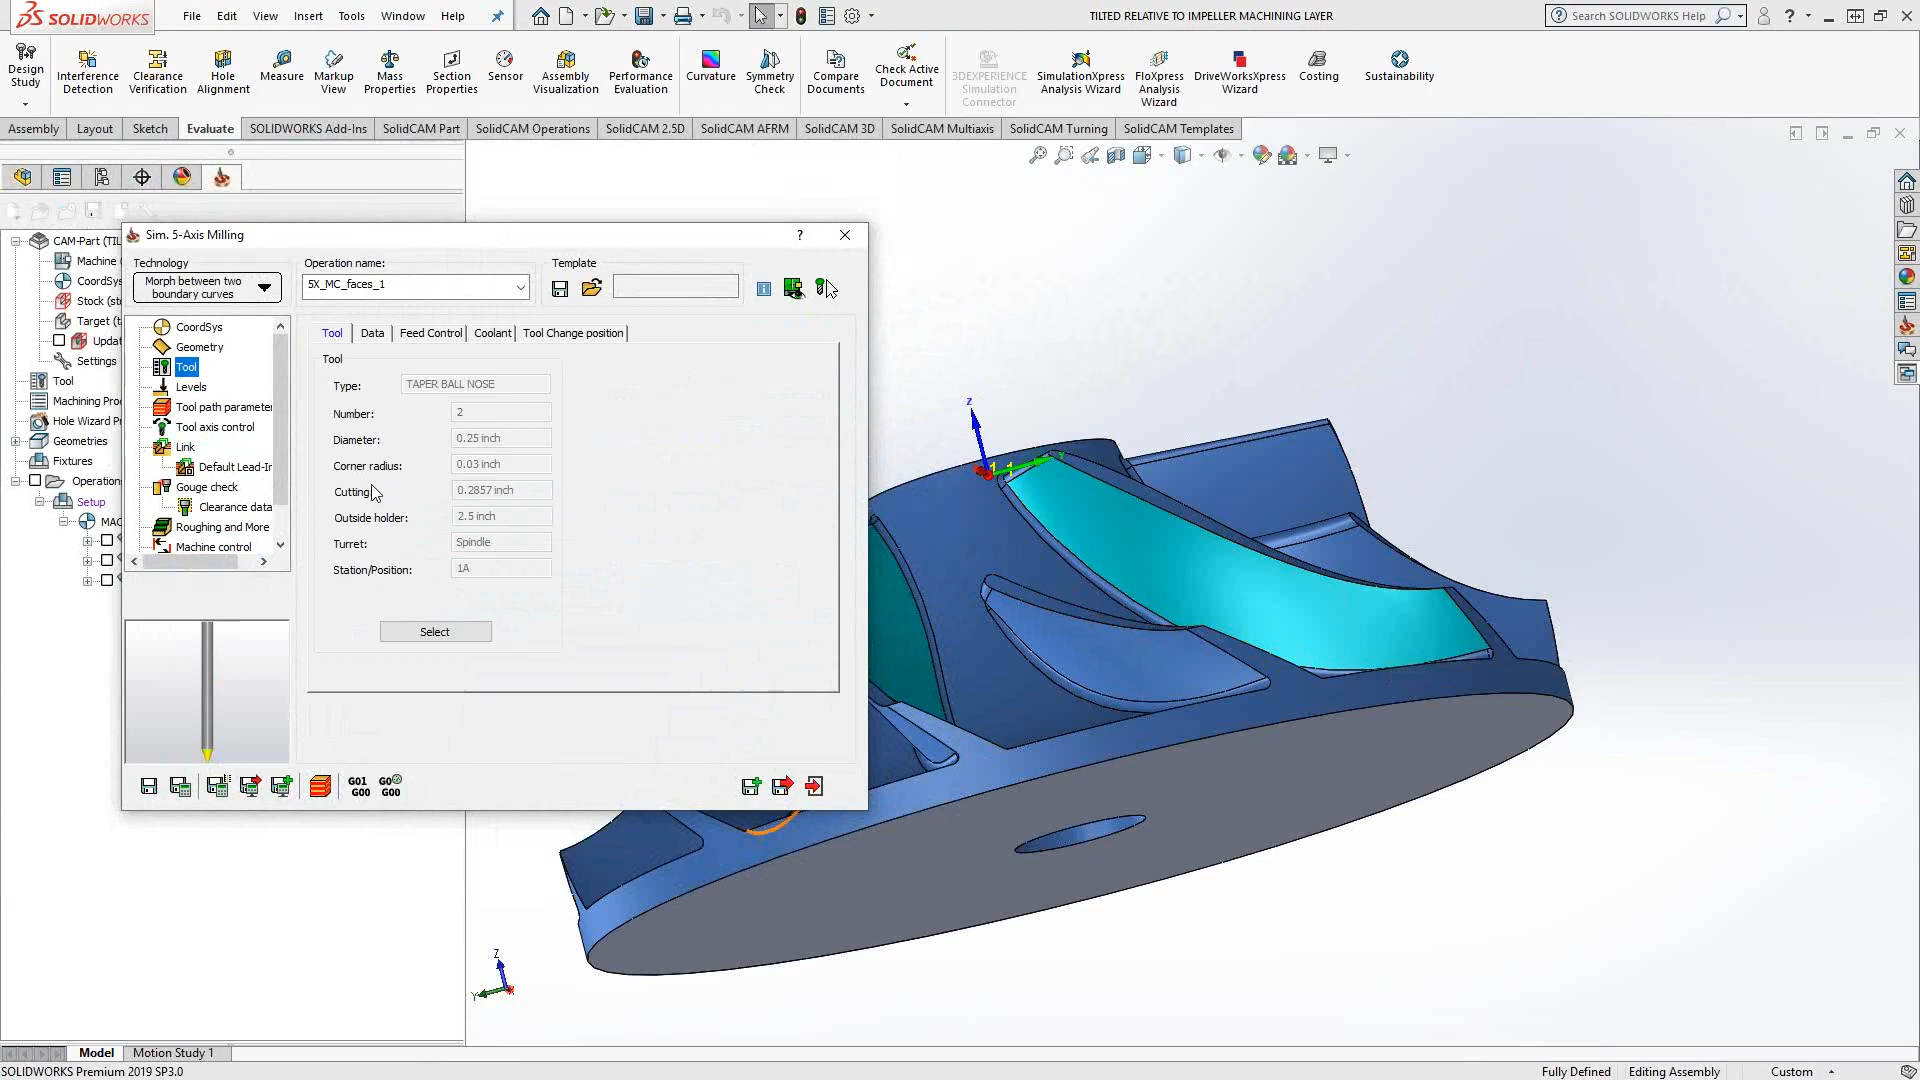 SOLIDWORKS File Edit View Insert Tools Window Help TILTED RELATIVE TO IMPELLER MACHINING LAYER Search SOLIDWORKS Help ?
Design Study
Interference Detection
Clearance Verification
Hole Alignment
Measure
Markup View
Mass Properties
Section Properties
Sensor
Assembly Visualization
Performance Evaluation
Curvature
Symmetry Check
Compare Documents
Check Active Document
3DEXPERIENCE Simulation Connector
SimulationXpress Analysis Wizard
FloXpress Analysis Wizard
DriveWorksXpress Wizard
Costing
Sustainability
Assembly Layout Sketch Evaluate SOLIDWORKS Add-Ins SolidCAM Part SolidCAM Operations SolidCAM 2.5D SolidCAM AFRM SolidCAM 3D SolidCAM Multiaxis SolidCAM Turning SolidCAM Templates
CAM-Part (TIL
Machine (
CoordSys
Stock (st
Target (t
Updat
Settings
Tool
Machining Proc
Hole Wizard Pr
Geometries
Fixtures
Operation
Setup
MAC
Sim. 5-Axis Milling ?
Technology
Morph between two
boundary curves
Operation name:
5X_MC_faces_1
Template
CoordSys
Geometry
Tool
Levels
Tool path parameter
Tool axis control
Link
Default Lead-Ir
Gouge check
Clearance data
Roughing and More
Machine control
Tool Data Feed Control Coolant Tool Change position
Tool
Type: TAPER BALL NOSE
Number: 2
Diameter: 0.25 inch
Corner radius: 0.03 inch
Cutting: 0.2857 inch
Outside holder: 2.5 inch
Turret: Spindle
Station/Position: 1A
Select
G01
G00
G0
G00
Z
Y
Z
Y
Model Motion Study 1
SOLIDWORKS Premium 2019 SP3.0 Fully Defined Editing Assembly Custom